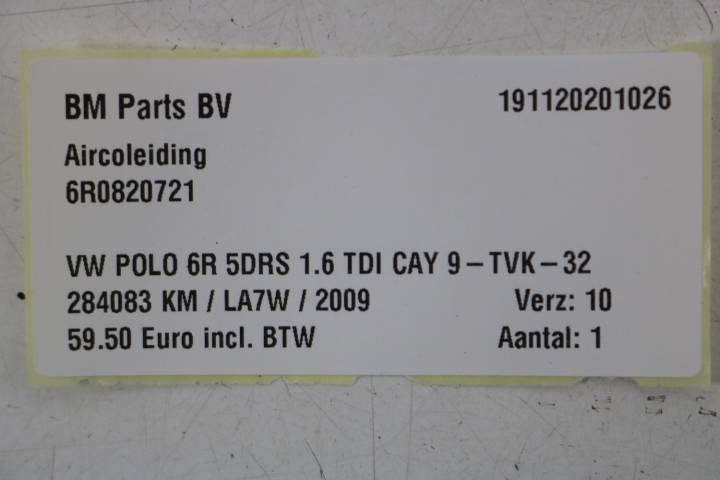 BM Parts BV 191120201026
Aircoleiding
6R0820721
VW POLO 6R 5DRS 1.6 TDI CAY 9-TVK-32
284083 KM / LA7W / 2009 Verz: 10
59.50 Euro incl. BTW Aantal: 1